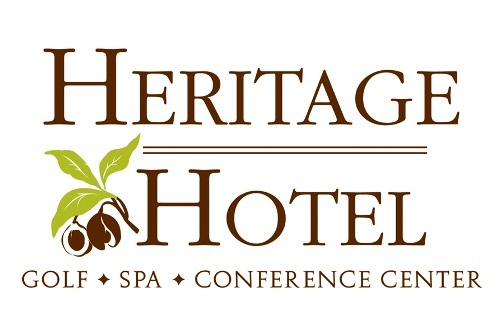 HERITAGE
HOTEL
GOLF ✦ SPA ✦ CONFERENCE CENTER